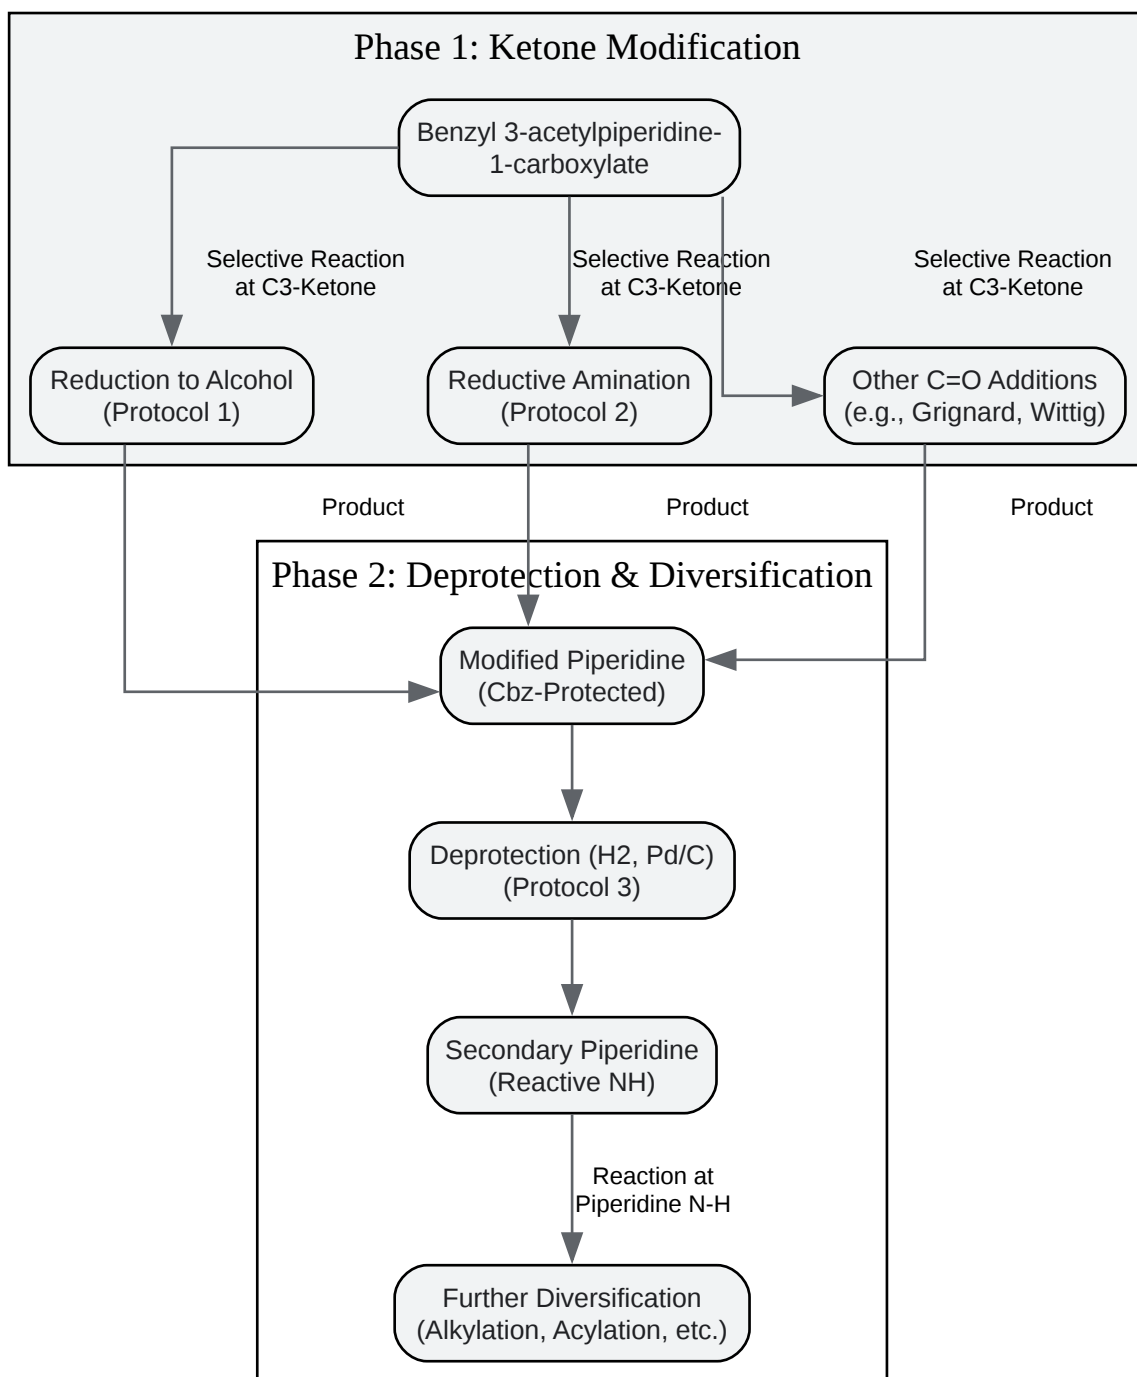 Phase 1: Ketone Modification
Benzyl 3-acetylpiperidine-
1-carboxylate
Selective Reaction
at C3-Ketone
Selective Reaction
at C3-Ketone
Selective Reaction
at C3-Ketone
Reduction to Alcohol
(Protocol 1)
Reductive Amination
(Protocol 2)
Other C=O Additions
(e.g., Grignard, Wittig)
Product
Product
Product
Phase 2: Deprotection & Diversification
Modified Piperidine
(Cbz-Protected)
Deprotection (H2, Pd/C)
(Protocol 3)
Secondary Piperidine
(Reactive NH)
Reaction at
Piperidine N-H
Further Diversification
(Alkylation, Acylation, etc.)